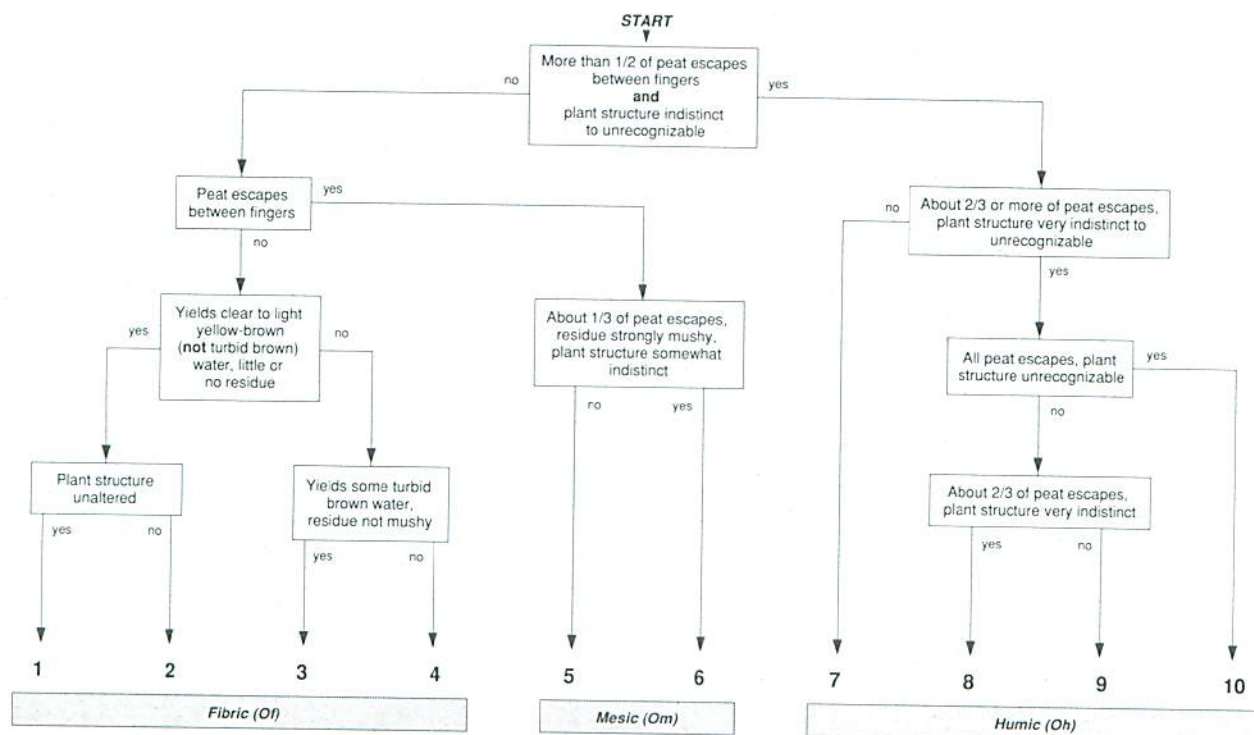 START
More than 1/2 of peat escapes
between fingers
and
plant structure indistinct
to unrecognizable
no
yes
Peat escapes
between fingers
yes
no
no
About 2/3 or more of peat escapes,
plant structure very indistinct to
unrecognizable
yes
Yields clear to light
yellow-brown
(not turbid brown)
water, little or
no residue
yes
no
About 1/3 of peat escapes,
residue strongly mushy,
plant structure somewhat
indistinct
no
yes
All peat escapes, plant
structure unrecognizable
yes
no
Plant structure
unaltered
yes
no
Yields some turbid
brown water,
residue not mushy
yes
no
About 2/3 of peat escapes,
plant structure very indistinct
yes
no
1 2 3 4 5 6 7 8 9 10
Fibric (Of)
Mesic (Om)
Humic (Oh)